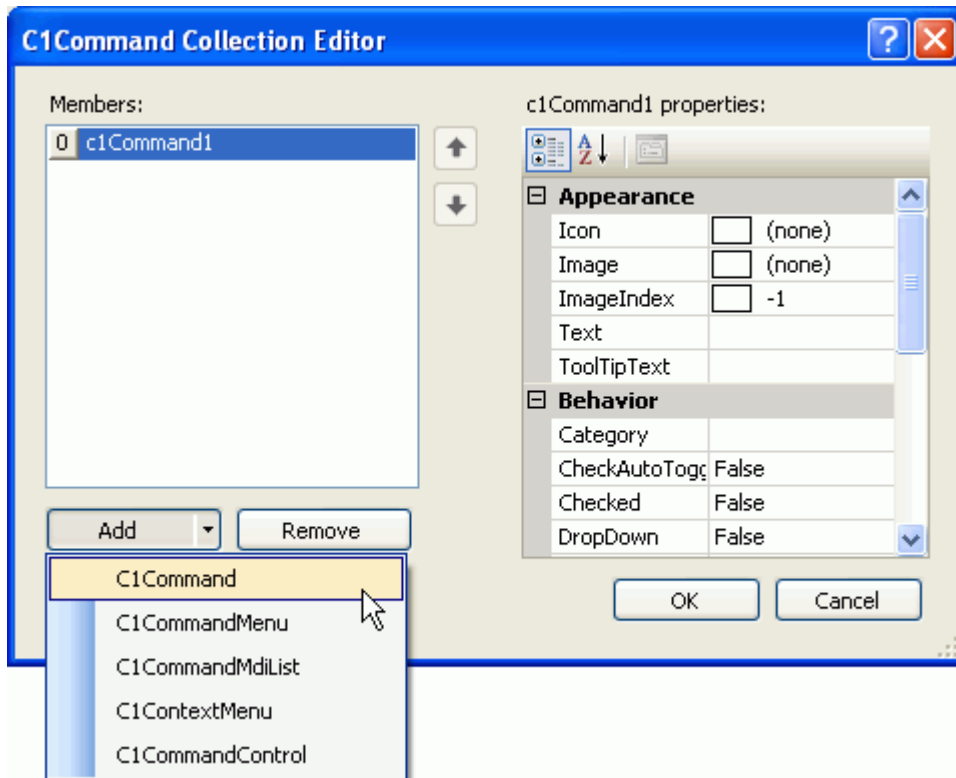 C1Command Collection Editor
Members:
c1Command1 properties:
0 c1Command1
Appearance
Icon (none)
Image (none)
ImageIndex -1
Text
ToolTipText
Behavior
Category
CheckAutoTogg False
Checked False
DropDown False
Add Remove
OK Cancel
C1Command
C1CommandMenu
C1CommandMdiList
C1ContextMenu
C1CommandControl